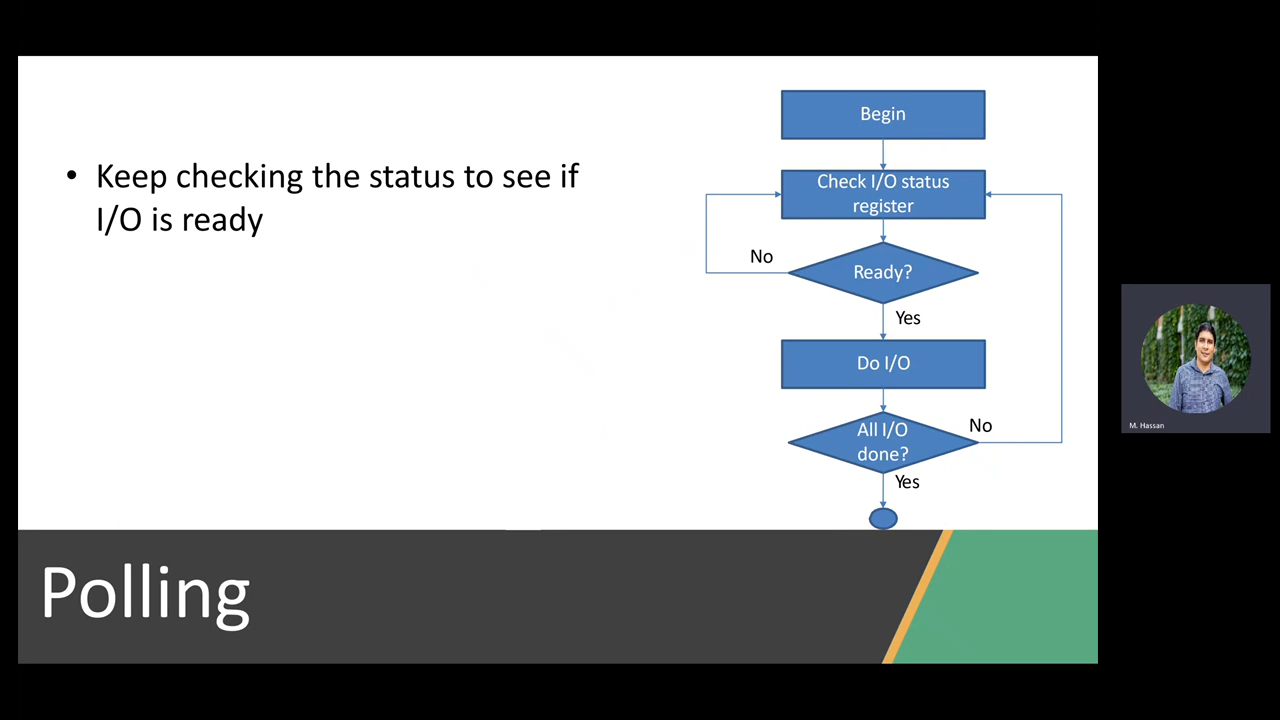 • Keep checking the status to see if
I/O is ready
Begin
Check I/O status
register
No
Ready?
Yes
Do I/O
All I/O
done?
No
Yes
Polling
M. Hassan